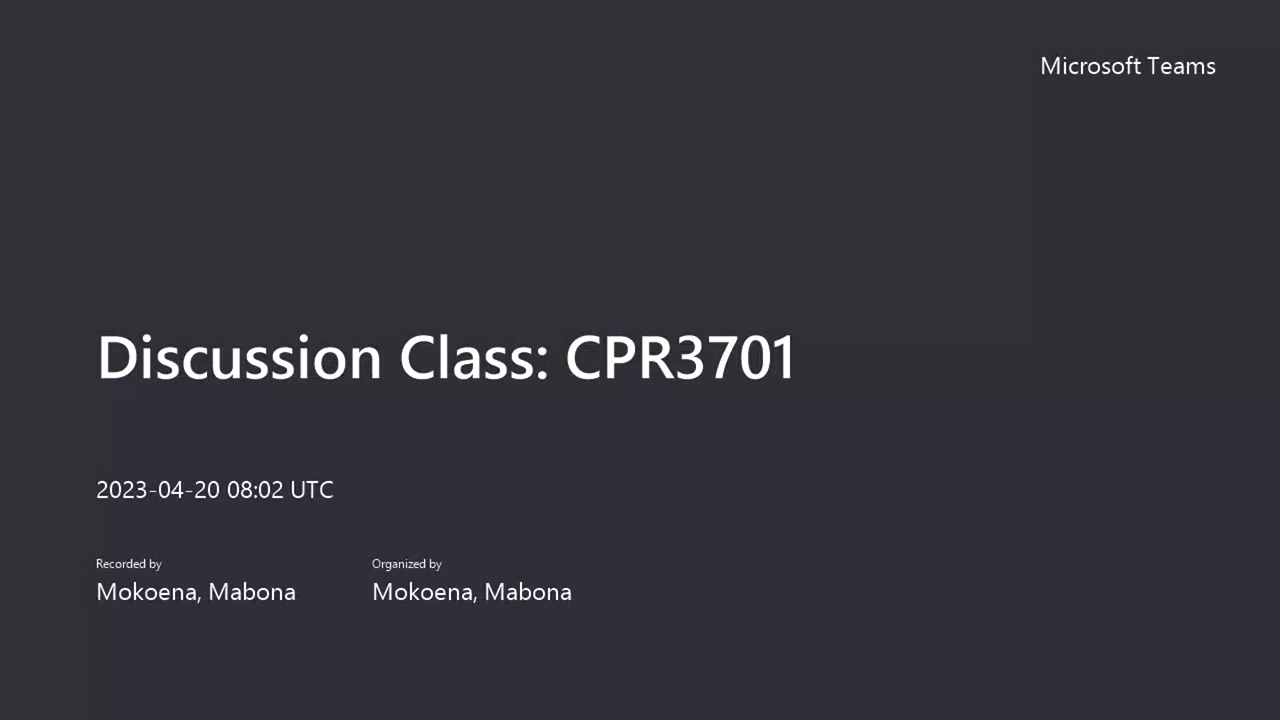 Microsoft Teams
Discussion Class: CPR3701
2023-04-20 08:02 UTC
Recorded by
Mokoena, Mabona
Organized by
Mokoena, Mabona